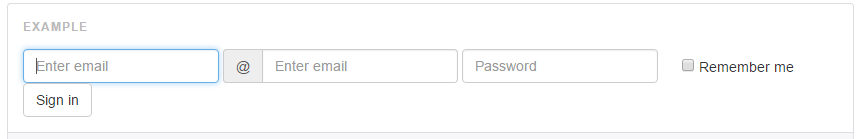 EXAMPLE
Enter email @ Enter email Password Remember me
Sign in